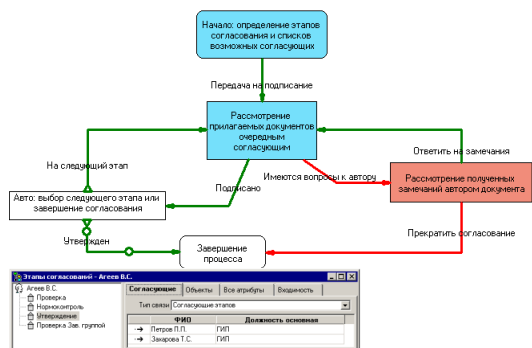 Начало: определение этапов
согласования и списков
возможных согласующих
Передача на подписание
Рассмотрение
прилагаемых документов
очередным
согласующим
На следующий этап
Ответить на замечания
Подписано
Имеются вопросы к автору
Рассмотрение полученных
замечаний автором документа
Авто: выбор следующего этапа или
завершение согласования
Утвержден
Прекратить согласование
Завершение
процесса
Этапы согласований - Агеев В.С.
Агеев В.С.
Проверка
Нормоконтроль
Утверждение
Проверка Зав. группой
Согласующие Объекты Все атрибуты Входимость
Тип связи Согласующие этапов
ФИО Должность основная
Петров П.П. ГИП
Захарова Т.С. ГИП